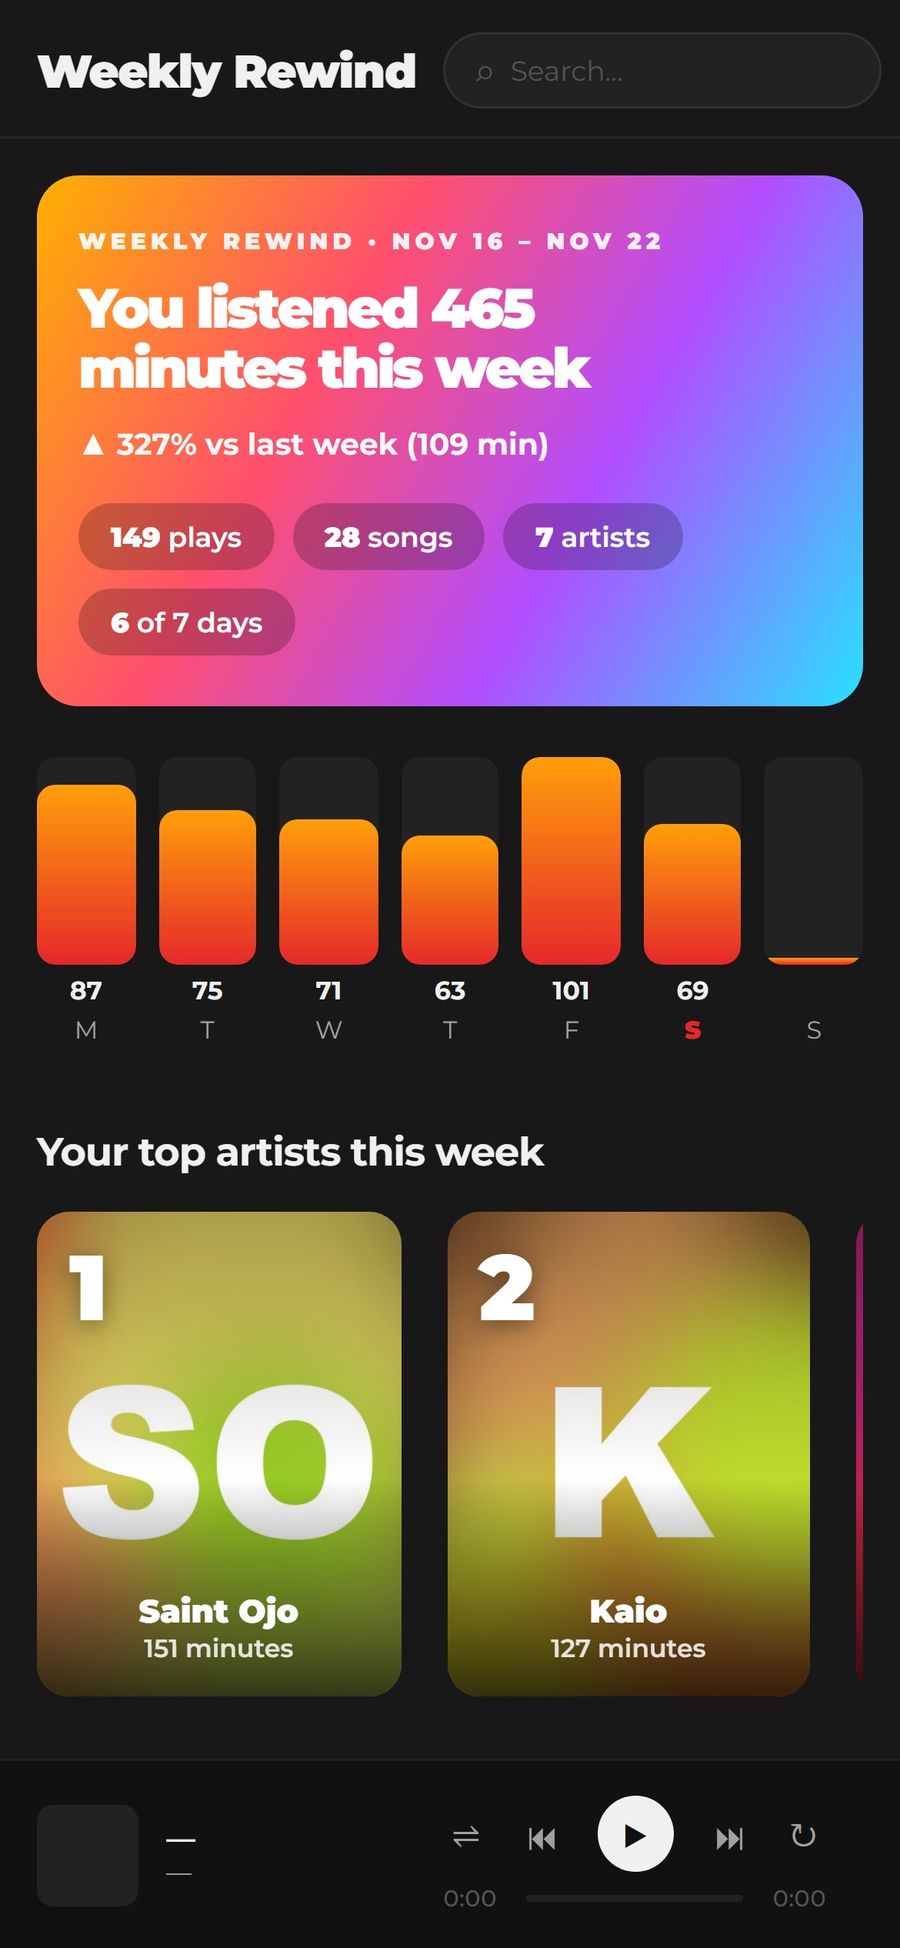 Weekly Rewind
Search...
WEEKLY REWIND • NOV 16 – NOV 22
You listened 465
minutes this week
▲ 327% vs last week (109 min)
149 plays 28 songs 7 artists
6 of 7 days
87 75 71 63 101 69
M T W T F S S
Your top artists this week
1 2
SO K
Saint Ojo Kaio
151 minutes 127 minutes
— 
—
0:00 0:00